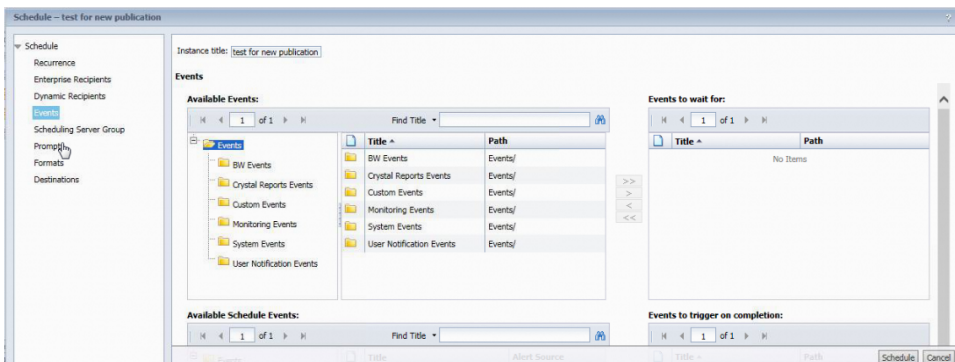 Schedule – test for new publication
?
Schedule
Recurrence
Enterprise Recipients
Dynamic Recipients
Events
Scheduling Server Group
Prompts
Formats
Destinations
Instance title: test for new publication
Events
Available Events:
1 of 1
Find Title
Events
BW Events
Crystal Reports Events
Custom Events
Monitoring Events
System Events
User Notification Events
Title Path
BW Events Events/
Crystal Reports Events Events/
Custom Events Events/
Monitoring Events Events/
System Events Events/
User Notification Events Events/
>>
>
<
<<
Events to wait for:
1 of 1
Title Path
No Items
Available Schedule Events:
1 of 1 Find Title
Events Title Alert Source
Events to trigger on completion:
1 of 1
Title Path
Schedule Cancel